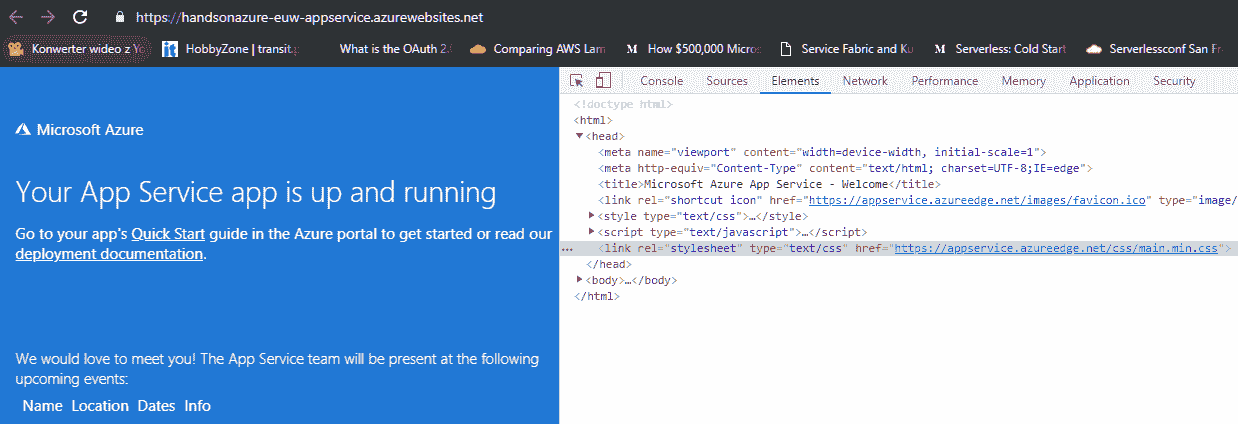 https://handsonazure-euw-appservice.azurewebsites.net
Konwerter wideo z Yo HobbyZone | transit. What is the OAuth 2. Comparing AWS Lam How $500,000 Micros Service Fabric and Ku Serverless: Cold Start Serverlessconf San Fr
Console Sources Elements Network Performance Memory Application Security
Microsoft Azure
Your App Service app is up and running
Go to your app's Quick Start guide in the Azure portal to get started or read our
deployment documentation.
We would love to meet you! The App Service team will be present at the following
upcoming events:
Name Location Dates Info
<!doctype html>
<html>
▼<head>
<meta name="viewport" content="width=device-width, initial-scale=1">
<meta http-equiv="Content-Type" content="text/html; charset=UTF-8;IE=edge">
<title>Microsoft Azure App Service - Welcome</title>
<link rel="shortcut icon" href="https://appservice.azureedge.net/images/favicon.ico" type="image/
▶<style type="text/css">…</style>
▶<script type="text/javascript">…</script>
…<link rel="stylesheet" type="text/css" href="https://appservice.azureedge.net/css/main.min.css">
</head>
▶<body>…</body>
</html>